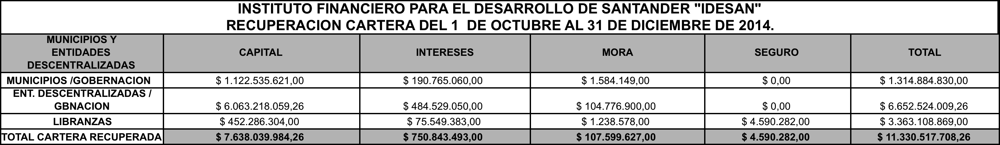 INSTITUTO FINANCIERO PARA EL DESARROLLO DE SANTANDER "IDESAN"
RECUPERACION CARTERA DEL 1  DE OCTUBRE AL 31 DE DICIEMBRE DE 2014.
MUNICIPIOS Y
ENTIDADES
DESCENTRALIZADAS
CAPITAL
INTERESES
MORA
SEGURO
TOTAL
MUNICIPIOS /GOBERNACION
$ 1.122.535.621,00
$ 190.765.060,00
$ 1.584.149,00
$ 0,00
$ 1.314.884.830,00
ENT. DESCENTRALIZADAS /
GBNACION
$ 6.063.218.059,26
$ 484.529.050,00
$ 104.776.900,00
$ 0,00
$ 6.652.524.009,26
LIBRANZAS
$ 452.286.304,00
$ 75.549.383,00
$ 1.238.578,00
$ 4.590.282,00
$ 3.363.108.869,00
TOTAL CARTERA RECUPERADA
$ 7.638.039.984,26
$ 750.843.493,00
$ 107.599.627,00
$ 4.590.282,00
$ 11.330.517.708,26